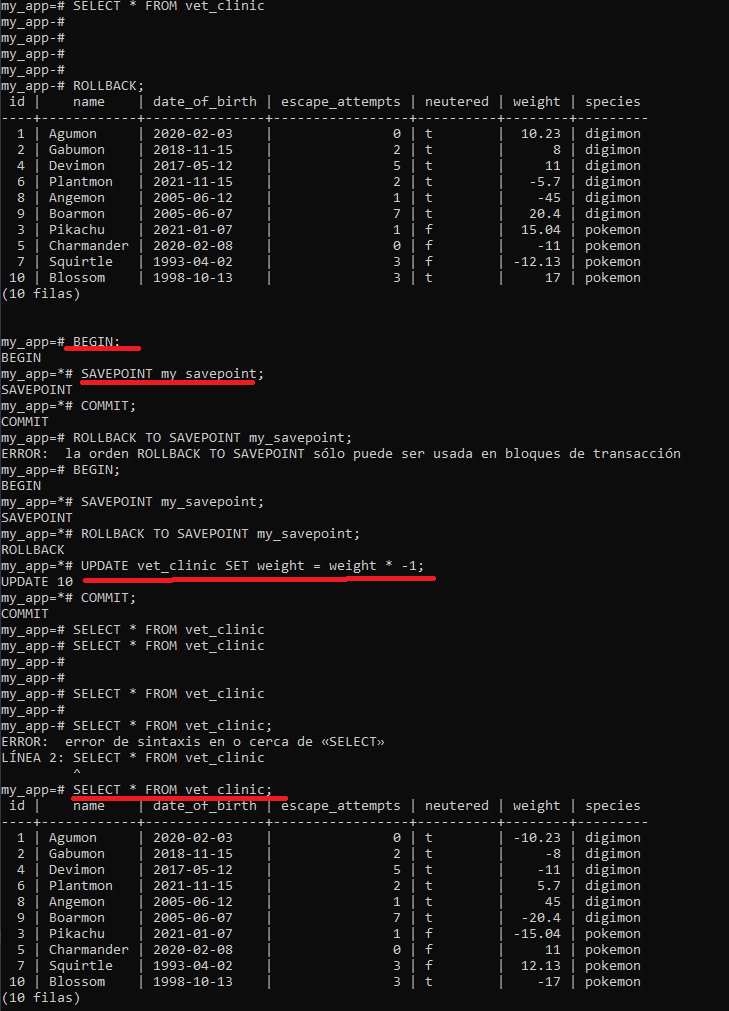 my_app=# SELECT * FROM vet_clinic
my_app-#
my_app-#
my_app-#
my_app-#
my_app-# ROLLBACK;
 id |    name    | date_of_birth | escape_attempts | neutered | weight | species
----+------------+---------------+-----------------+----------+--------+---------
  1 | Agumon     | 2020-02-03    |               0 | t        |  10.23 | digimon
  2 | Gabumon    | 2018-11-15    |               2 | t        |      8 | digimon
  4 | Devimon    | 2017-05-12    |               5 | t        |     11 | digimon
  6 | Plantmon   | 2021-11-15    |               2 | t        |   -5.7 | digimon
  8 | Angemon    | 2005-06-12    |               1 | t        |    -45 | digimon
  9 | Boarmon    | 2005-06-07    |               7 | t        |   20.4 | digimon
  3 | Pikachu    | 2021-01-07    |               1 | f        |  15.04 | pokemon
  5 | Charmander | 2020-02-08    |               0 | f        |    -11 | pokemon
  7 | Squirtle   | 1993-04-02    |               3 | f        | -12.13 | pokemon
 10 | Blossom    | 1998-10-13    |               3 | t        |     17 | pokemon
(10 filas)
my_app=# BEGIN;
BEGIN
my_app=*# SAVEPOINT my_savepoint;
SAVEPOINT
my_app=*# COMMIT;
COMMIT
my_app=# ROLLBACK TO SAVEPOINT my_savepoint;
ERROR:  la orden ROLLBACK TO SAVEPOINT sólo puede ser usada en bloques de transacción
my_app=# BEGIN;
BEGIN
my_app=*# SAVEPOINT my_savepoint;
SAVEPOINT
my_app=*# ROLLBACK TO SAVEPOINT my_savepoint;
ROLLBACK
my_app=*# UPDATE vet_clinic SET weight = weight * -1;
UPDATE 10
my_app=*# COMMIT;
COMMIT
my_app=# SELECT * FROM vet_clinic
my_app-# SELECT * FROM vet_clinic
my_app-#
my_app-#
my_app-# SELECT * FROM vet_clinic
my_app-#
my_app-# SELECT * FROM vet_clinic;
ERROR:  error de sintaxis en o cerca de «SELECT»
LÍNEA 2: SELECT * FROM vet_clinic
         ^
my_app=# SELECT * FROM vet_clinic;
 id |    name    | date_of_birth | escape_attempts | neutered | weight | species
----+------------+---------------+-----------------+----------+--------+---------
  1 | Agumon     | 2020-02-03    |               0 | t        | -10.23 | digimon
  2 | Gabumon    | 2018-11-15    |               2 | t        |     -8 | digimon
  4 | Devimon    | 2017-05-12    |               5 | t        |    -11 | digimon
  6 | Plantmon   | 2021-11-15    |               2 | t        |    5.7 | digimon
  8 | Angemon    | 2005-06-12    |               1 | t        |     45 | digimon
  9 | Boarmon    | 2005-06-07    |               7 | t        |  -20.4 | digimon
  3 | Pikachu    | 2021-01-07    |               1 | f        | -15.04 | pokemon
  5 | Charmander | 2020-02-08    |               0 | f        |     11 | pokemon
  7 | Squirtle   | 1993-04-02    |               3 | f        |  12.13 | pokemon
 10 | Blossom    | 1998-10-13    |               3 | t        |    -17 | pokemon
(10 filas)